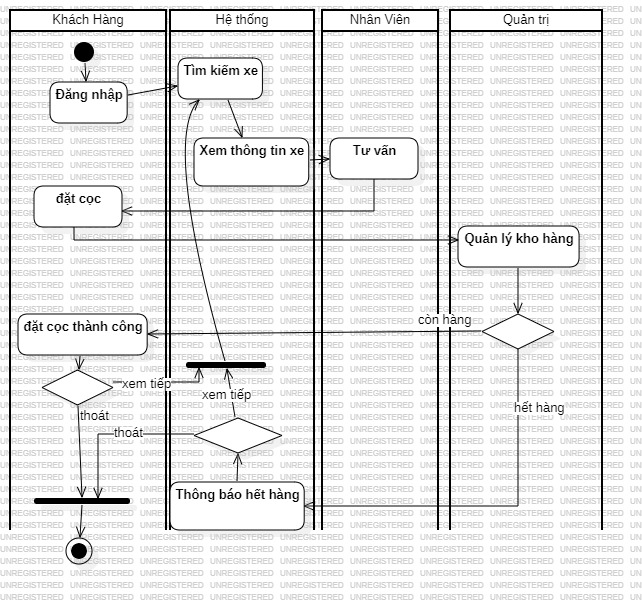 Khách Hàng
Hệ thống
Nhân Viên
Quản trị
Tìm kiếm xe
Đăng nhập
Xem thông tin xe
Tư vấn
đặt cọc
Quản lý kho hàng
đặt cọc thành công
còn hàng
xem tiếp
xem tiếp
hết hàng
thoát
thoát
Thông báo hết hàng
UNREGISTERED